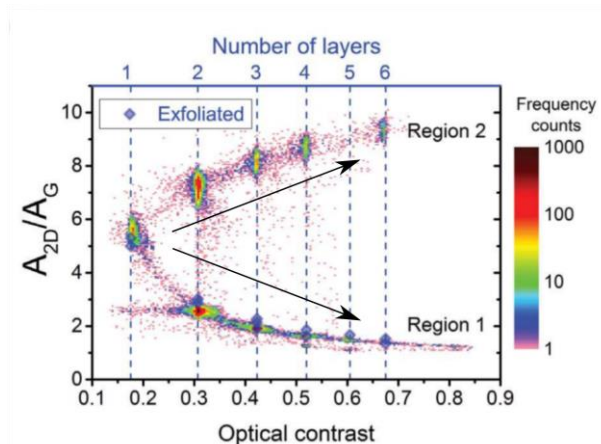 Number of layers
1 2 3 4 5 6
Exfoliated
Region 2
Region 1
A2D/AG
10
8
6
4
2
0
0.1 0.2 0.3 0.4 0.5 0.6 0.7 0.8 0.9
Optical contrast
Frequency
counts
1000
100
10
1